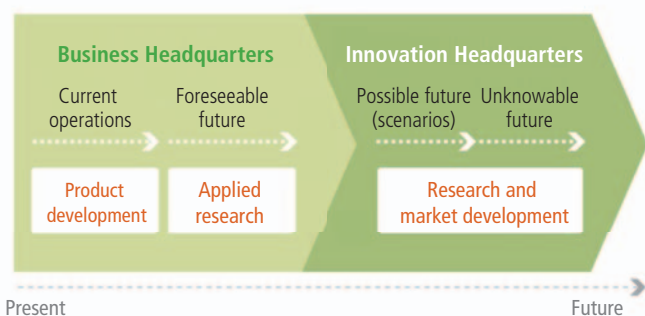 Business Headquarters
Innovation Headquarters
Current
operations
Foreseeable
future
Possible future
(scenarios)
Unknowable
future
Product
development
Applied
research
Research and
market development
Present
Future